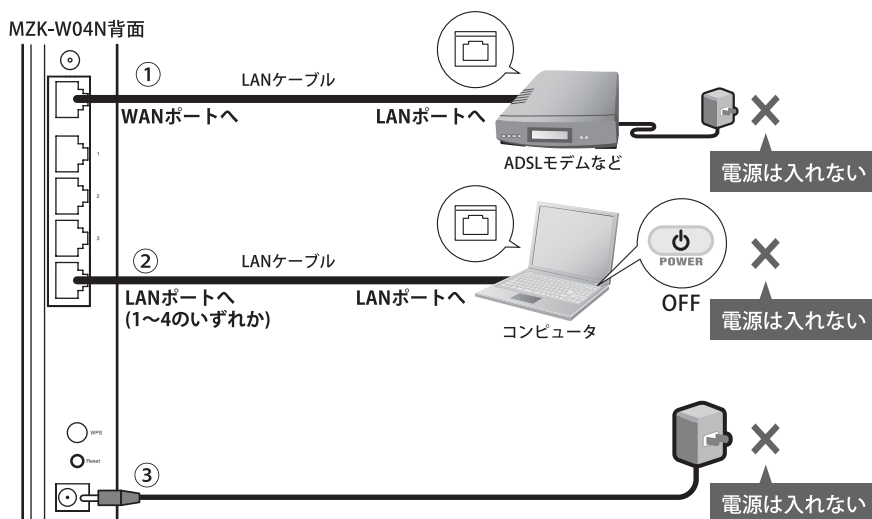 MZK-W04N背面
①
LANケーブル
WANポートへ
LANポートへ
ADSLモデムなど
電源は入れない
1
2
3
②
LANケーブル
LANポートへ
(1〜4のいずれか)
LANポートへ
コンピュータ
POWER
OFF
電源は入れない
WPS
Reset
③
電源は入れない